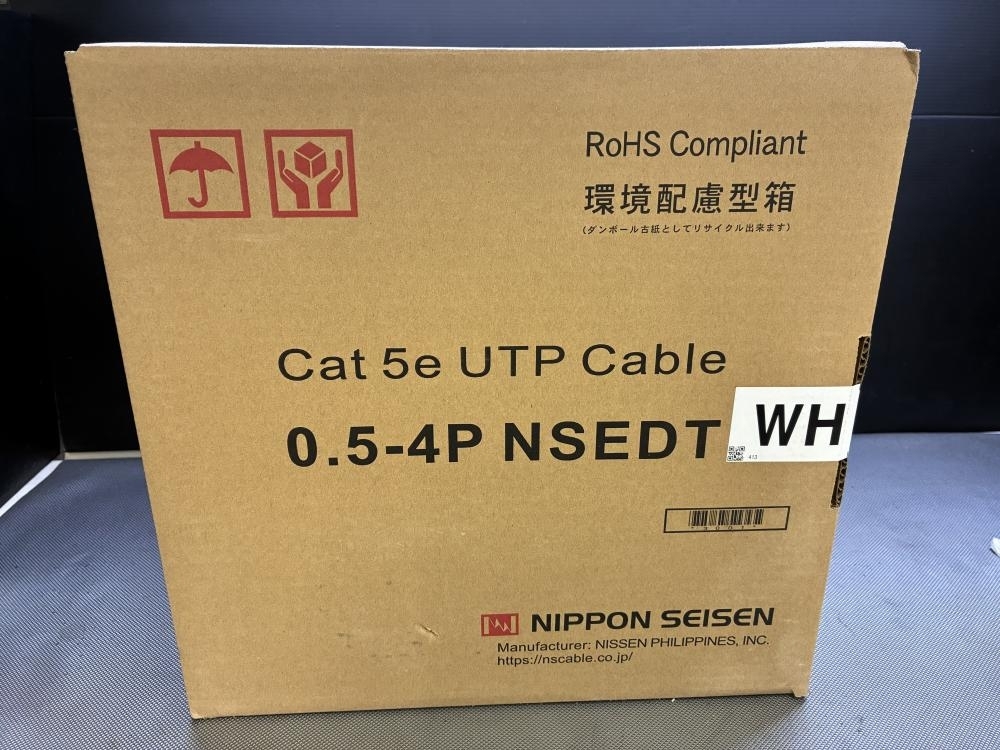 RoHS Compliant
環境配慮型箱
(ダンボール古紙としてリサイクル出来ます)
Cat 5e UTP Cable
0.5-4P NSEDT
WH
413
*3001*
NIPPON SEISEN
Manufacturer: NISSEN PHILIPPINES, INC.
https://nscable.co.jp/